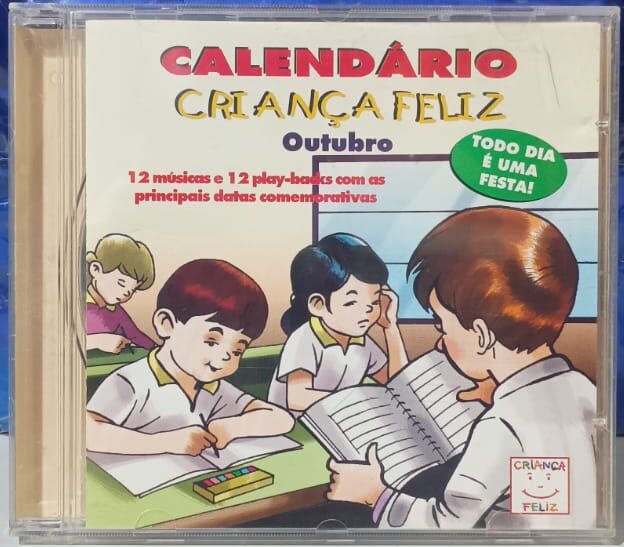 CALENDÁRIO
CRIANÇA FELIZ
Outubro
TODO DIA
É UMA
FESTA!
12 músicas e 12 play-backs com as
principais datas comemorativas
CRIANÇA
FELIZ